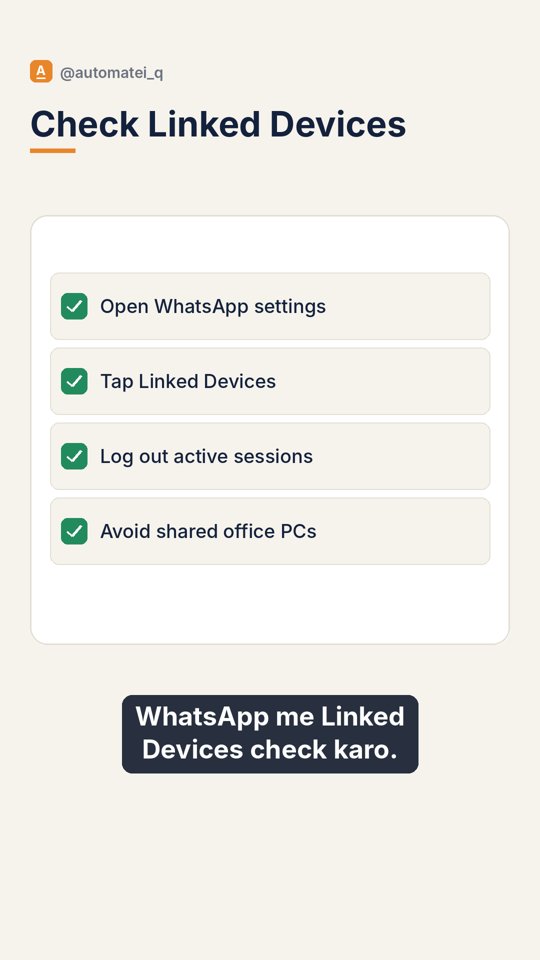 A @automatei_q
Check Linked Devices
Open WhatsApp settings
Tap Linked Devices
Log out active sessions
Avoid shared office PCs
WhatsApp me Linked
Devices check karo.